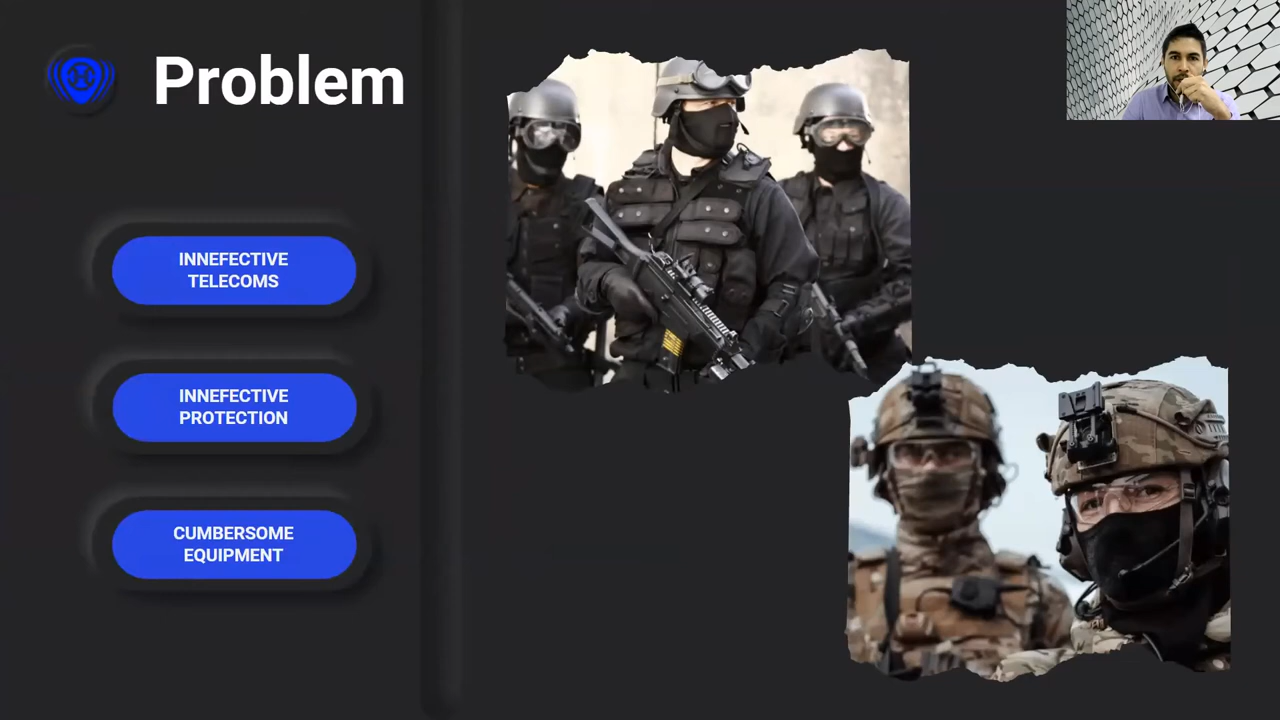 Problem
INNEFECTIVE
TELECOMS
INNEFECTIVE
PROTECTION
CUMBERSOME
EQUIPMENT